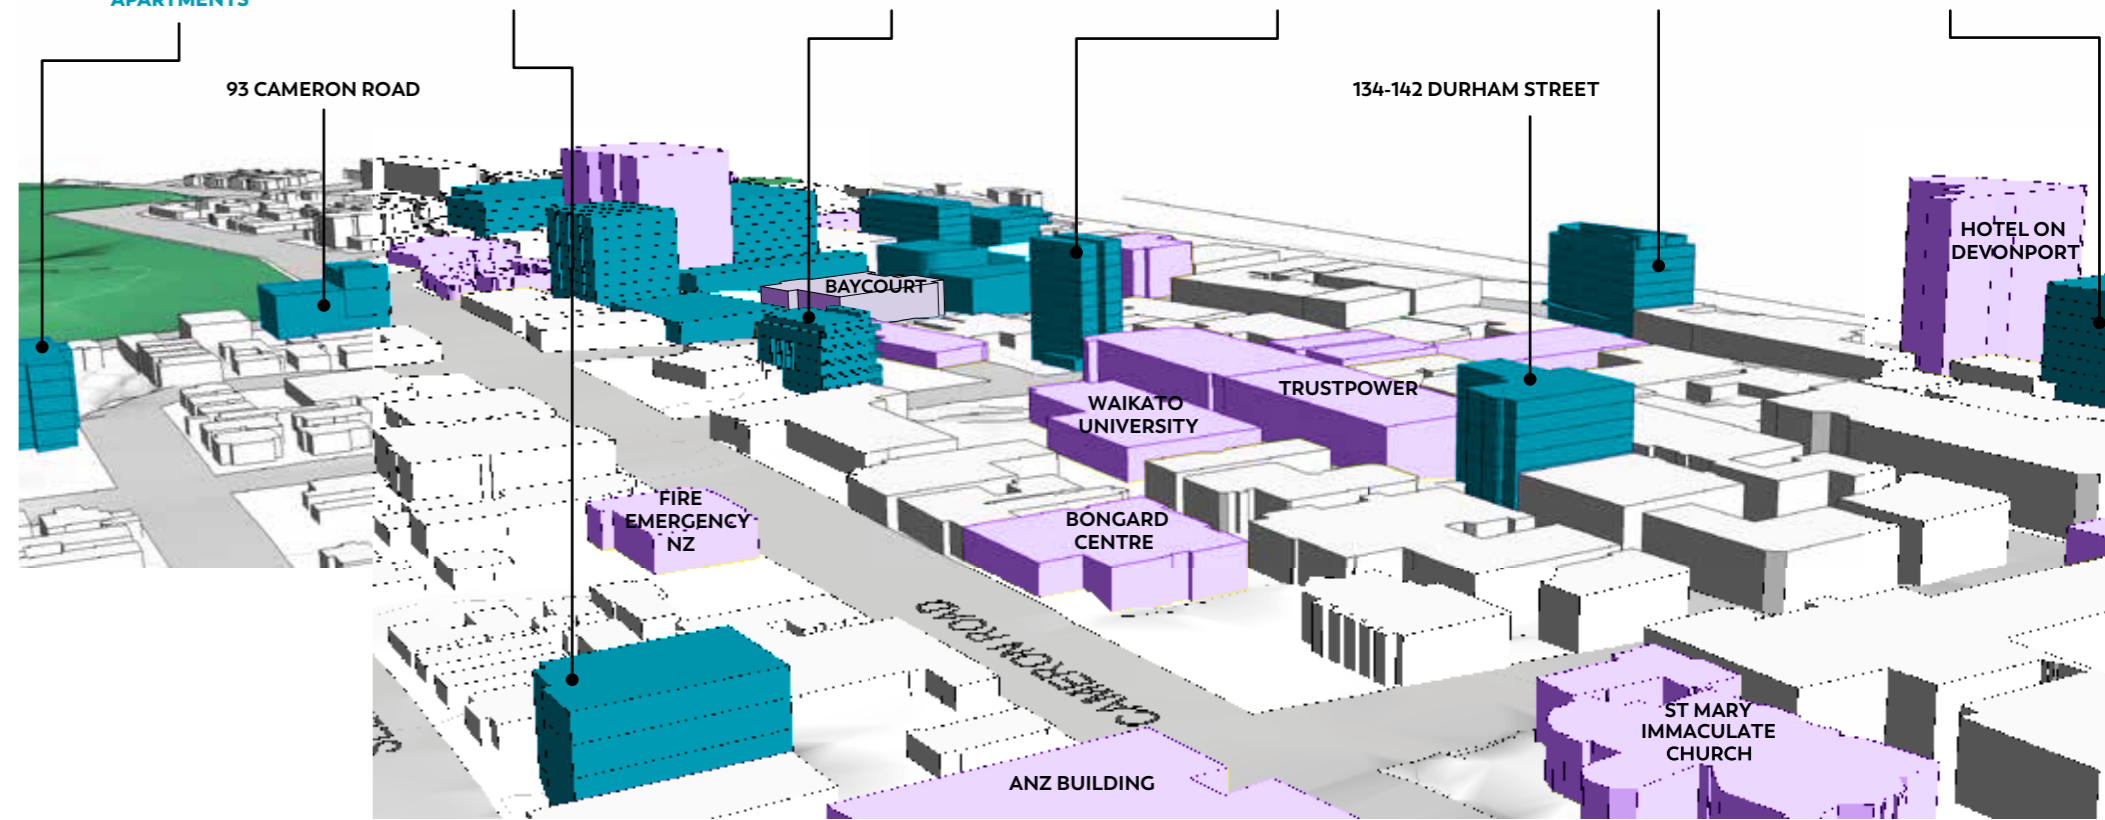 APARTMENTS
93 CAMERON ROAD
134-142 DURHAM STREET
HOTEL ON
DEVONPORT
BAYCOURT
TRUSTPOWER
WAIKATO
UNIVERSITY
FIRE
EMERGENCY
NZ
BONGARD
CENTRE
CAMERON ROAD
ST MARY
IMMACULATE
CHURCH
ANZ BUILDING